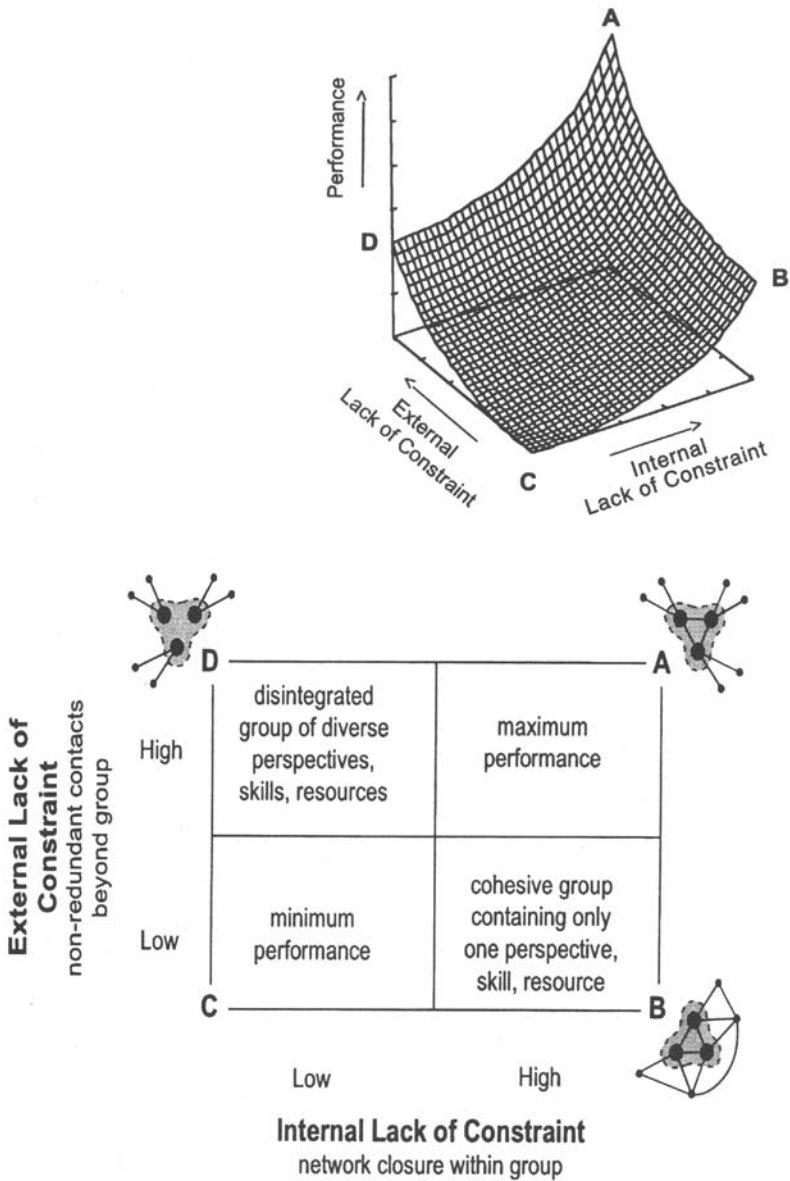 A
Performance
D
B
External
Lack of Constraint
C
Internal
Lack of Constraint
D
A
External Lack of
Constraint
non-redundant contacts
beyond group
High
disintegrated
group of diverse
perspectives,
skills, resources
maximum
performance
Low
minimum
performance
cohesive group
containing only
one perspective,
skill, resource
C
B
Low
High
Internal Lack of Constraint
network closure within group